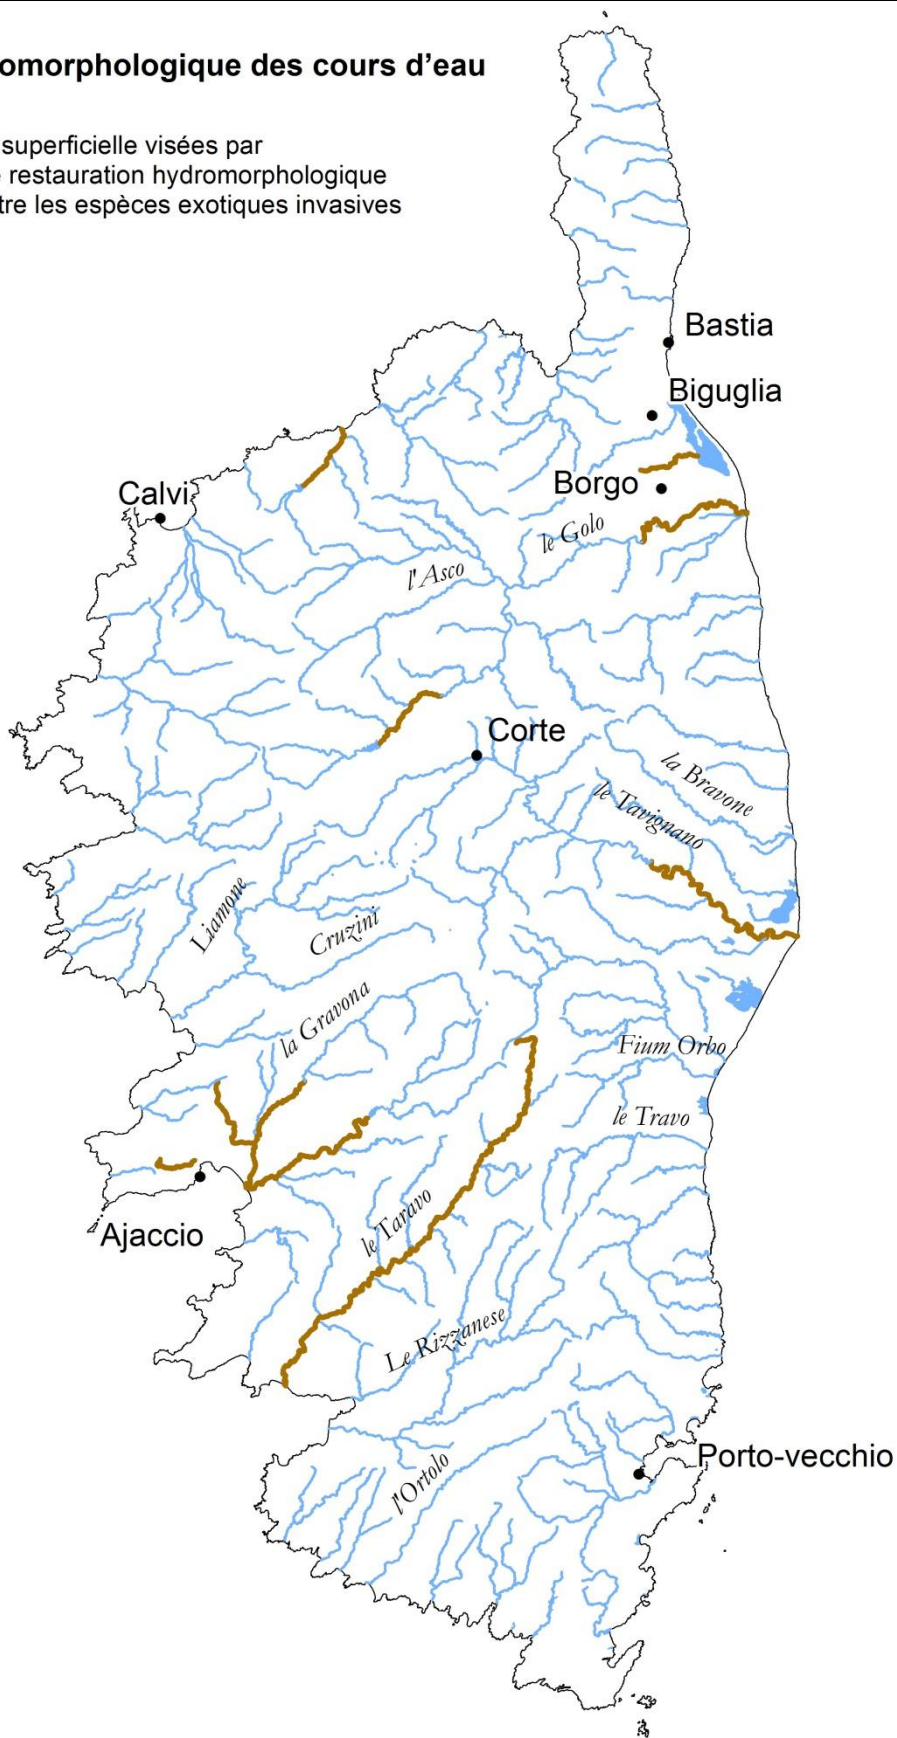 omorphologique des cours d'eau
superficielle visées par
restauration hydromorphologique
tre les espèces exotiques invasives
Bastia
Biguglia
Borgo
Calvi
le Golo
l'Asco
Corte
la Bravone
le Tavignano
Liamone
Cruzini
la Gravona
Fium Orbo
le Travo
Ajaccio
le Taravo
Le Rizzanese
Porto-vecchio
l'Ortolo